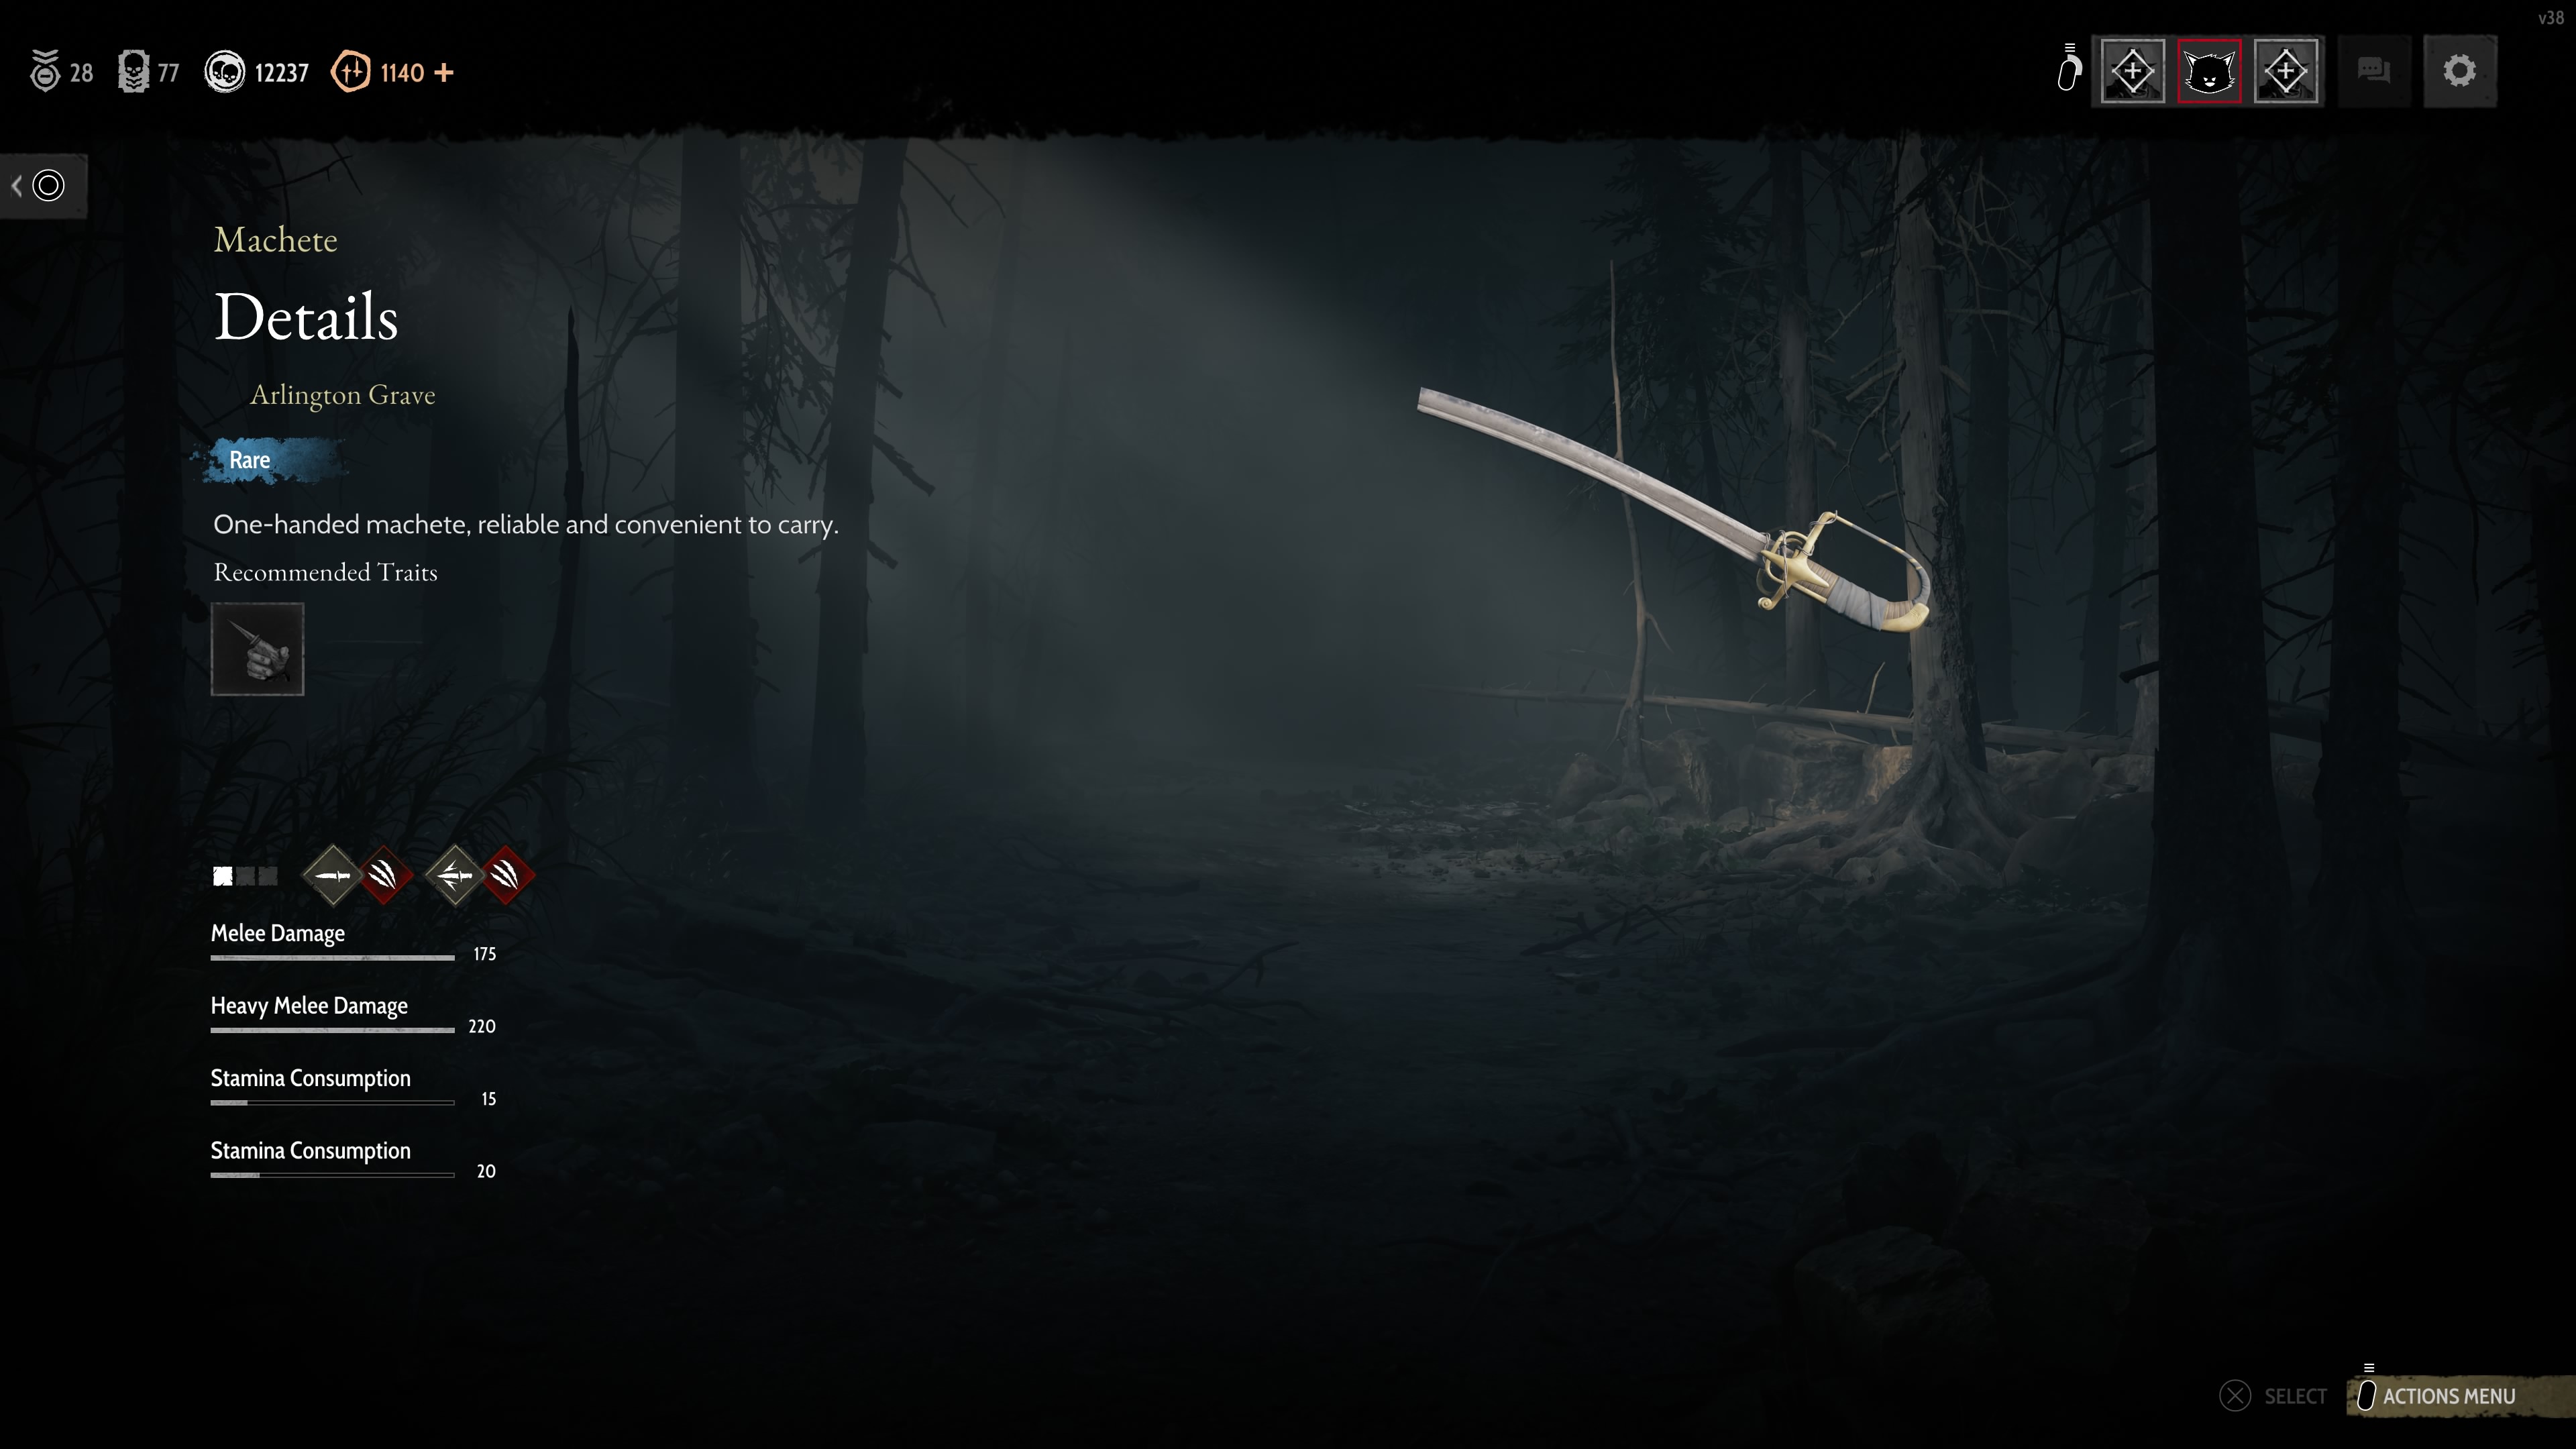 v38
28 77 12237 1140 +
Machete
Details
Arlington Grave
Rare
One-handed machete, reliable and convenient to carry.
Recommended Traits
Melee Damage
175
Heavy Melee Damage
220
Stamina Consumption
15
Stamina Consumption
20
SELECT ACTIONS MENU